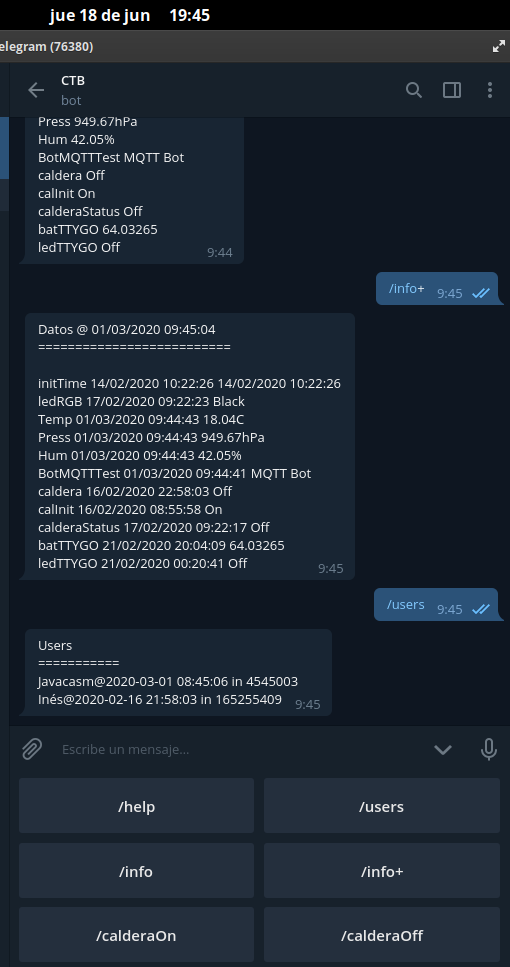 jue 18 de jun 19:45
elegram (76380)
CTB
bot
Press 949.67hPa
Hum 42.05%
BotMQTTTest MQTT Bot
caldera Off
calInit On
calderaStatus Off
batTTYGO 64.03265
ledTTYGO Off
9:44
/info+ 9:45
Datos @ 01/03/2020 09:45:04
==========================
initTime 14/02/2020 10:22:26 14/02/2020 10:22:26
ledRGB 17/02/2020 09:22:23 Black
Temp 01/03/2020 09:44:43 18.04C
Press 01/03/2020 09:44:43 949.67hPa
Hum 01/03/2020 09:44:43 42.05%
BotMQTTTest 01/03/2020 09:44:41 MQTT Bot
caldera 16/02/2020 22:58:03 Off
calInit 16/02/2020 08:55:58 On
calderaStatus 17/02/2020 09:22:17 Off
batTTYGO 21/02/2020 20:04:09 64.03265
ledTTYGO 21/02/2020 00:20:41 Off
9:45
/users 9:45
Users
===========
Javacasm@2020-03-01 08:45:06 in 4545003
Inés@2020-02-16 21:58:03 in 165255409
9:45
Escribe un mensaje...
/help
/users
/info
/info+
/calderaOn
/calderaOff